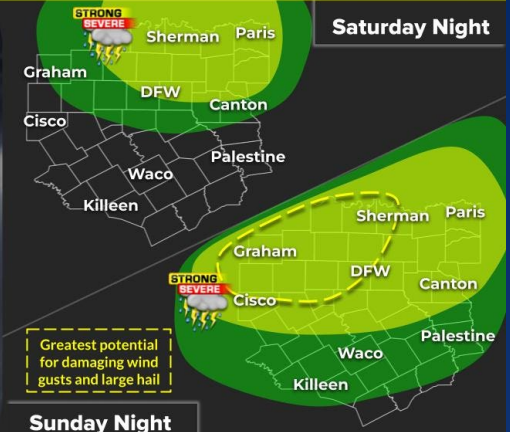 Saturday Night
STRONG
SEVERE
Sherman
Paris
Graham
DFW
Canton
Cisco
Palestine
Waco
Killeen
Sherman
Paris
Graham
DFW
STRONG
SEVERE
Cisco
Canton
Palestine
Waco
Killeen
Greatest potential
for damaging wind
gusts and large hail
Sunday Night